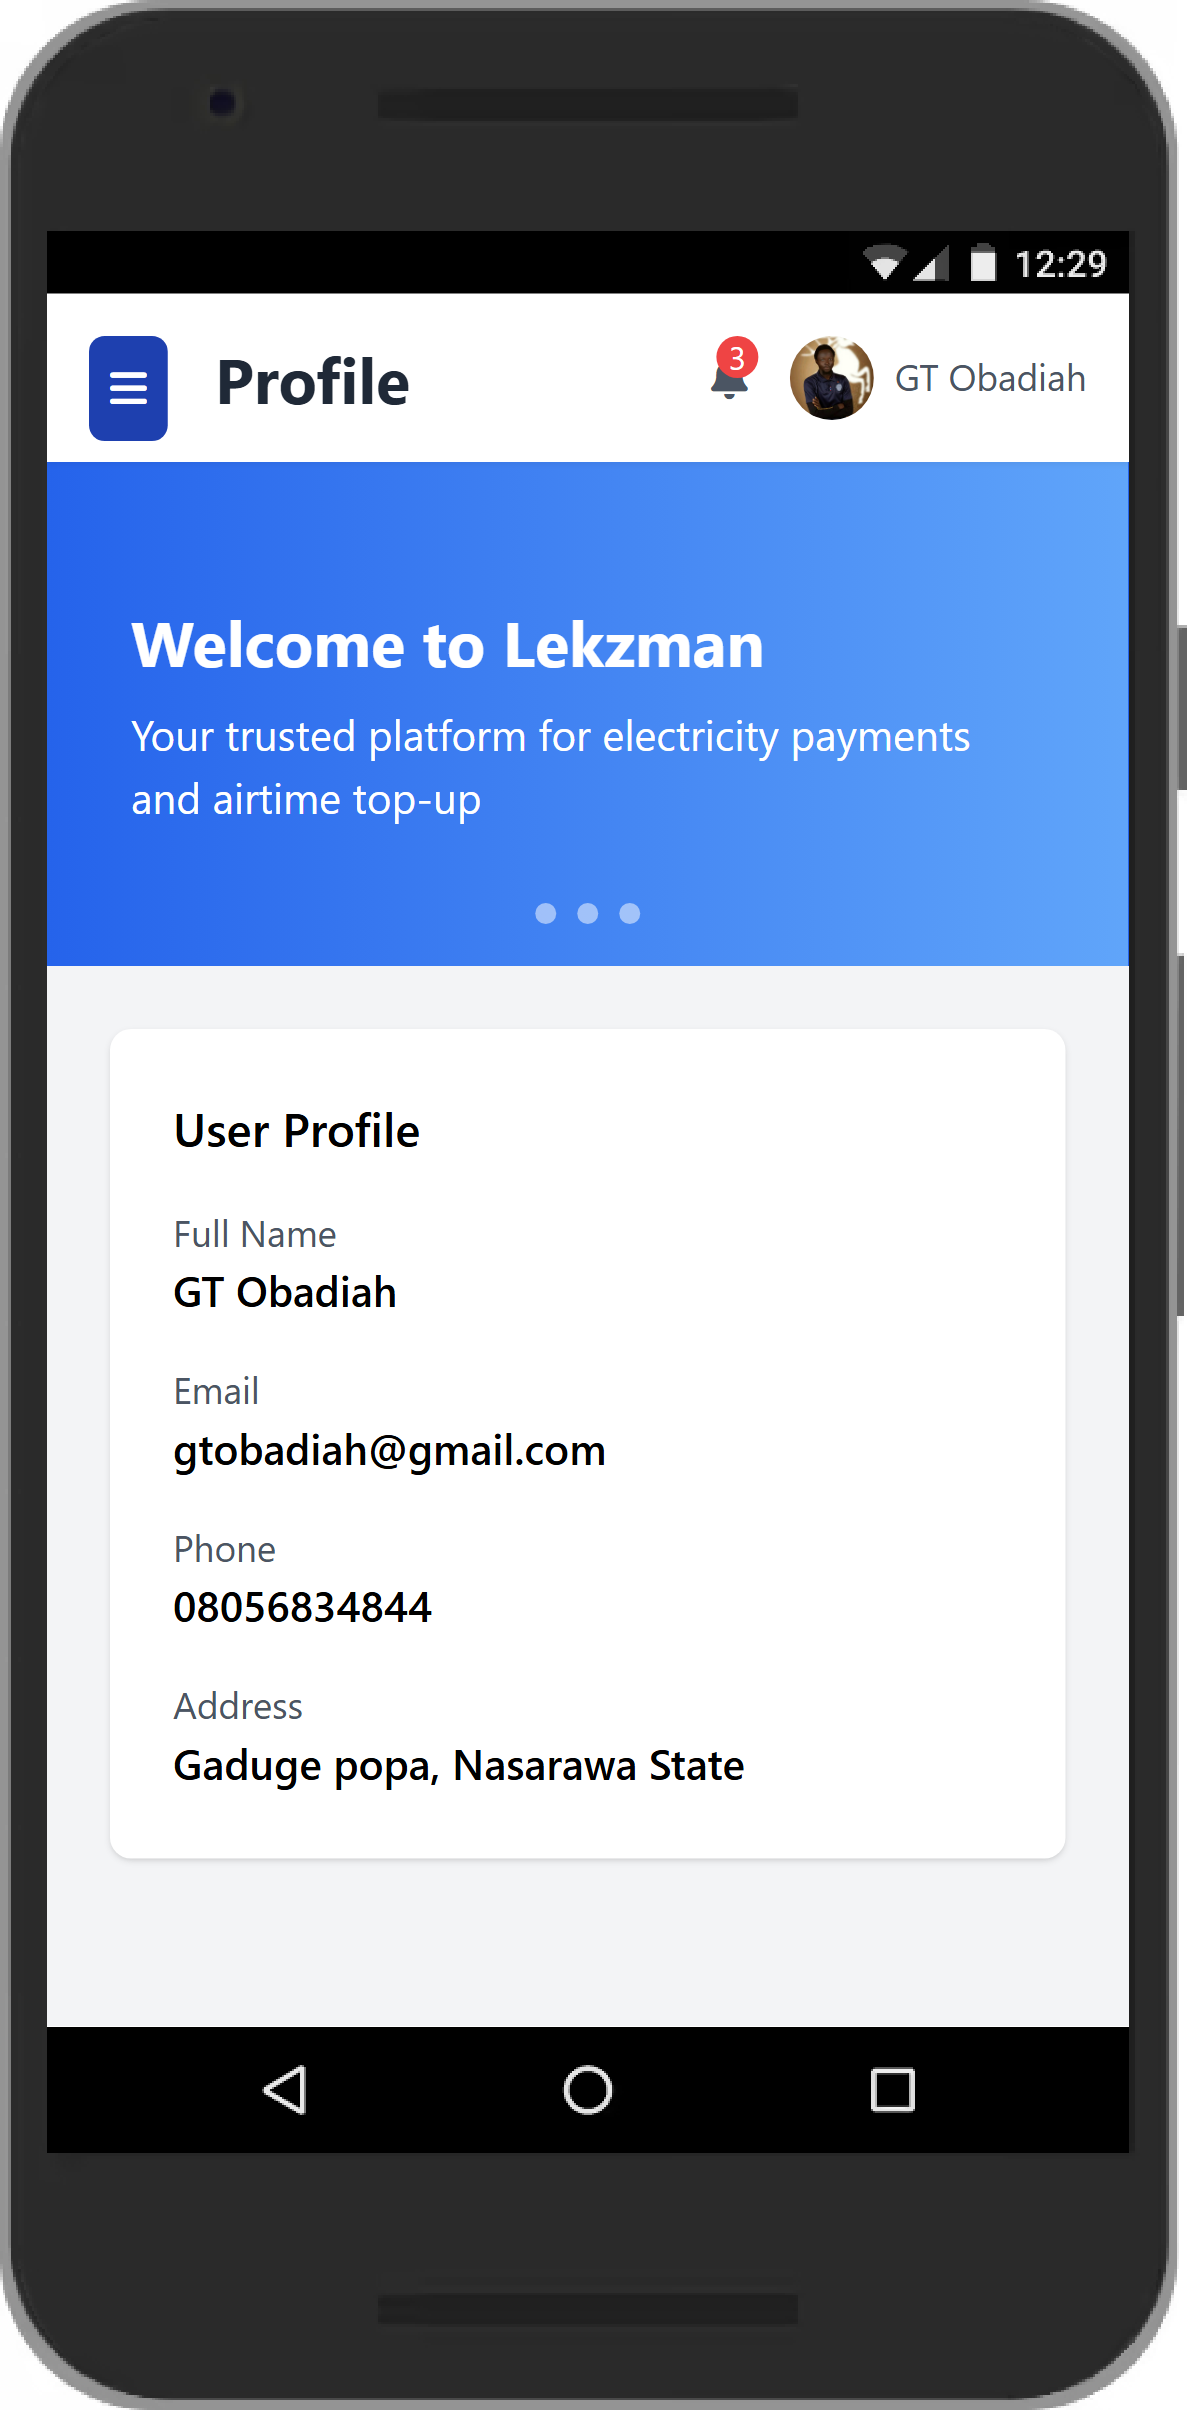 12:29
Profile
3
GT Obadiah
Welcome to Lekzman
Your trusted platform for electricity payments
and airtime top-up
User Profile
Full Name
GT Obadiah
Email
gtobadiah@gmail.com
Phone
08056834844
Address
Gaduge popa, Nasarawa State